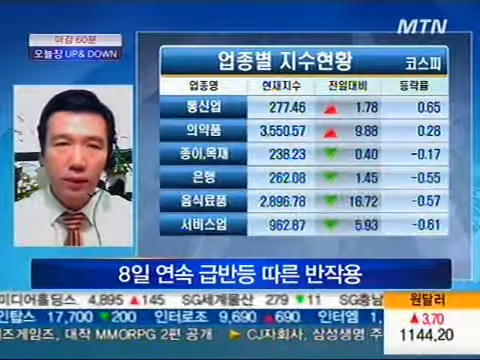 MTN
마감 60분
오늘장 UP& DOWN
업종별 지수현황 코스피
업종명 현재지수 전일대비 등락률
통신업 277.46 ▲ 1.78 0.65
의약품 3,550.57 ▲ 9.88 0.28
종이,목재 238.23 ▼ 0.40 -0.17
은행 262.08 ▼ 1.45 -0.55
음식료품 2,896.78 ▼ 16.72 -0.57
서비스업 962.87 ▼ 5.93 -0.61
8일 연속 급반등 따른 반작용
미디어홀딩스 4,895 ▲145 SG세계물산 279 ▼11 SG충남
인탑스 17,700 ▼200 인터로조 9,690 ▲690 인터엠 1,
즈게임즈, 대작 MMORPG 2편 공개 ▶ CJ자회사, 삼성생명 주
원달러
▲ 3.70
1144.20